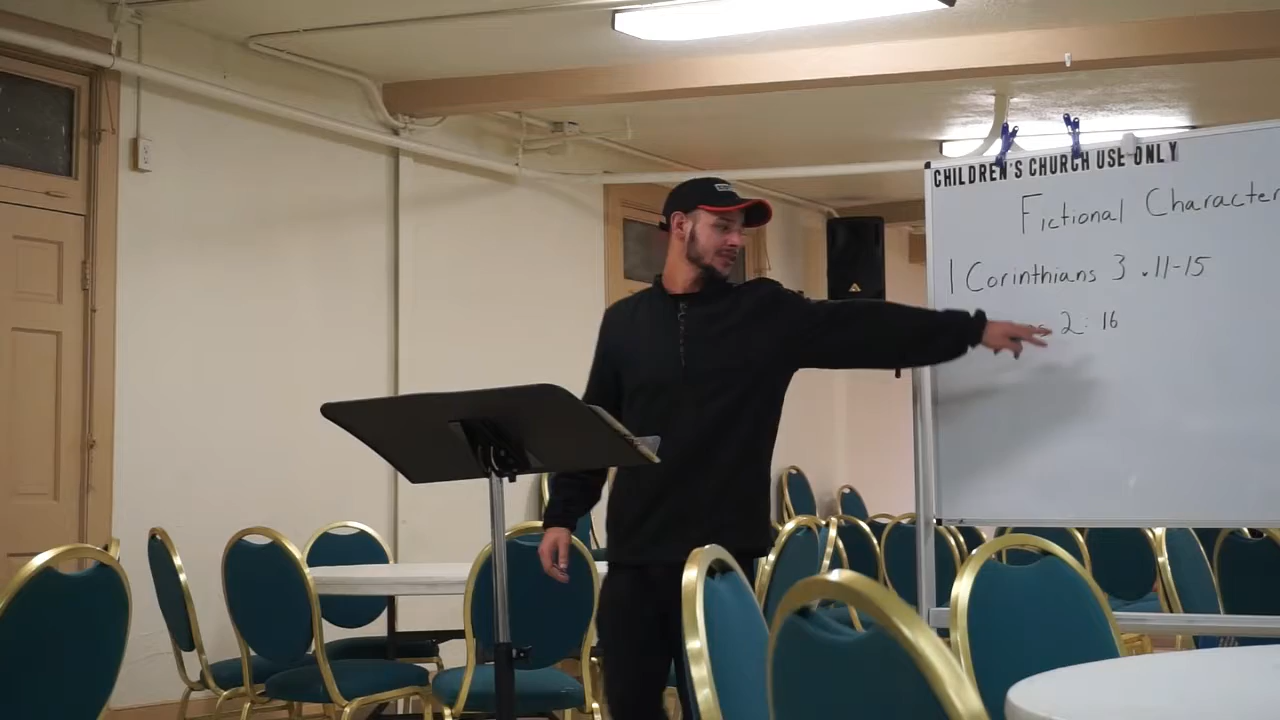 CHILDREN'S CHURCH USE ONLY
Fictional Character
1 Corinthians 3 .11-15
2:16